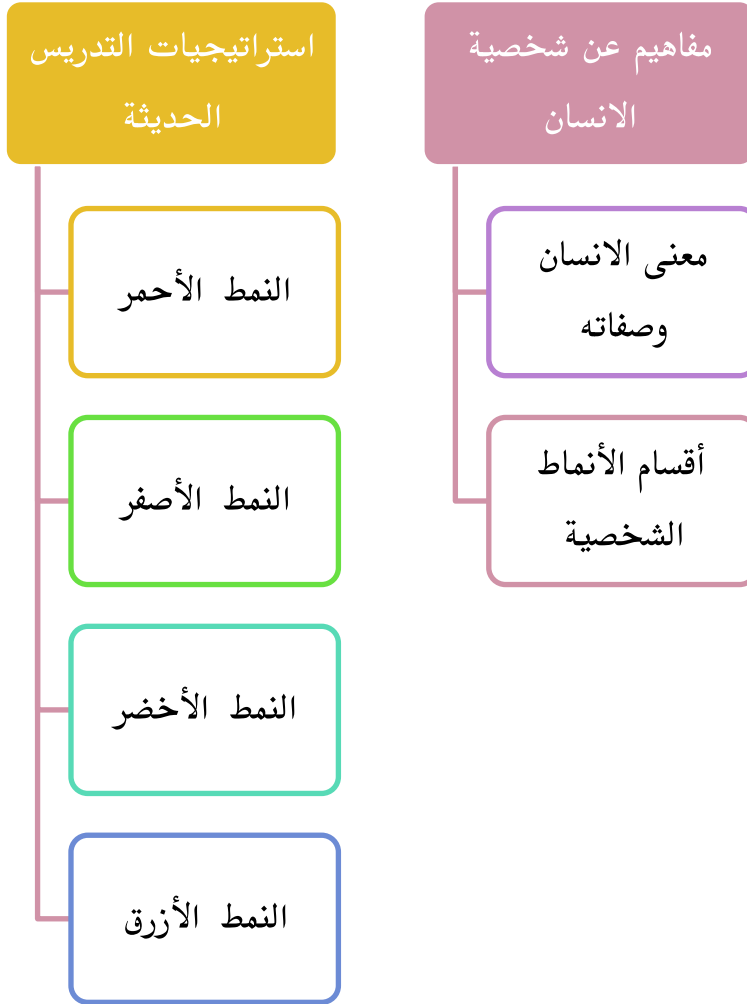 مفاهيم عن شخصية
الانسان
معنى الانسان
وصفاته
أقسام الأنماط
الشخصية
استراتيجيات التدريس
الحديثة
النمط الأحمر
النمط الأصفر
النمط الأخضر
النمط الأزرق